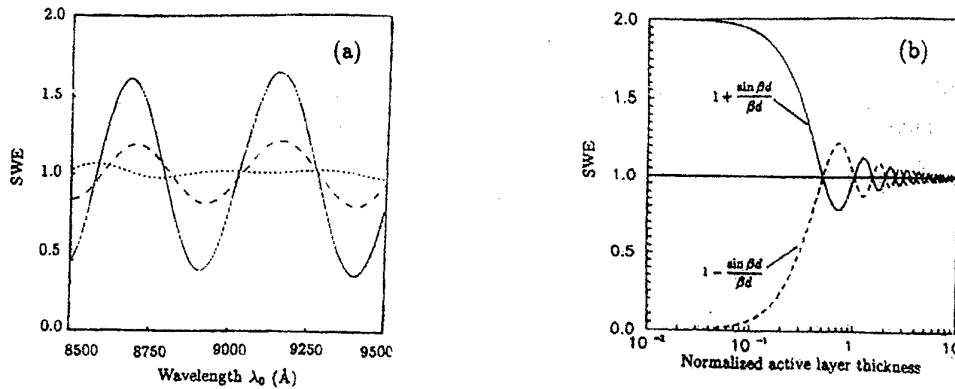 2.0
(a)
1.5
SWE
1.0
0.5
0.0
8500 8750 9000 9250 9500
Wavelength λ₀ (Å)
2.0
(b)
1.5
1 + sin βd / βd
SWE
1.0
0.5
1 − sin βd / βd
0.0
10⁻² 10⁻¹ 1 10
Normalized active layer thickness